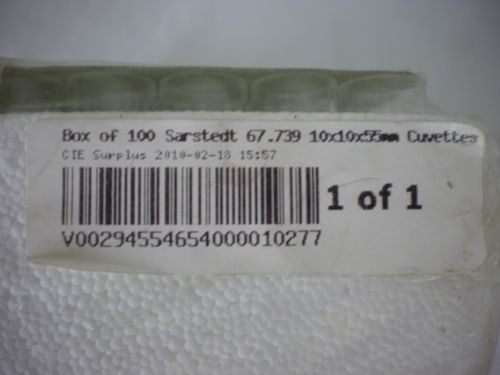 Box of 100 Sarstedt 67.739 10x10x55mm Cuvettes
CIE Surplus 2010-02-18 15:57
1 of 1
V00294554654000010277